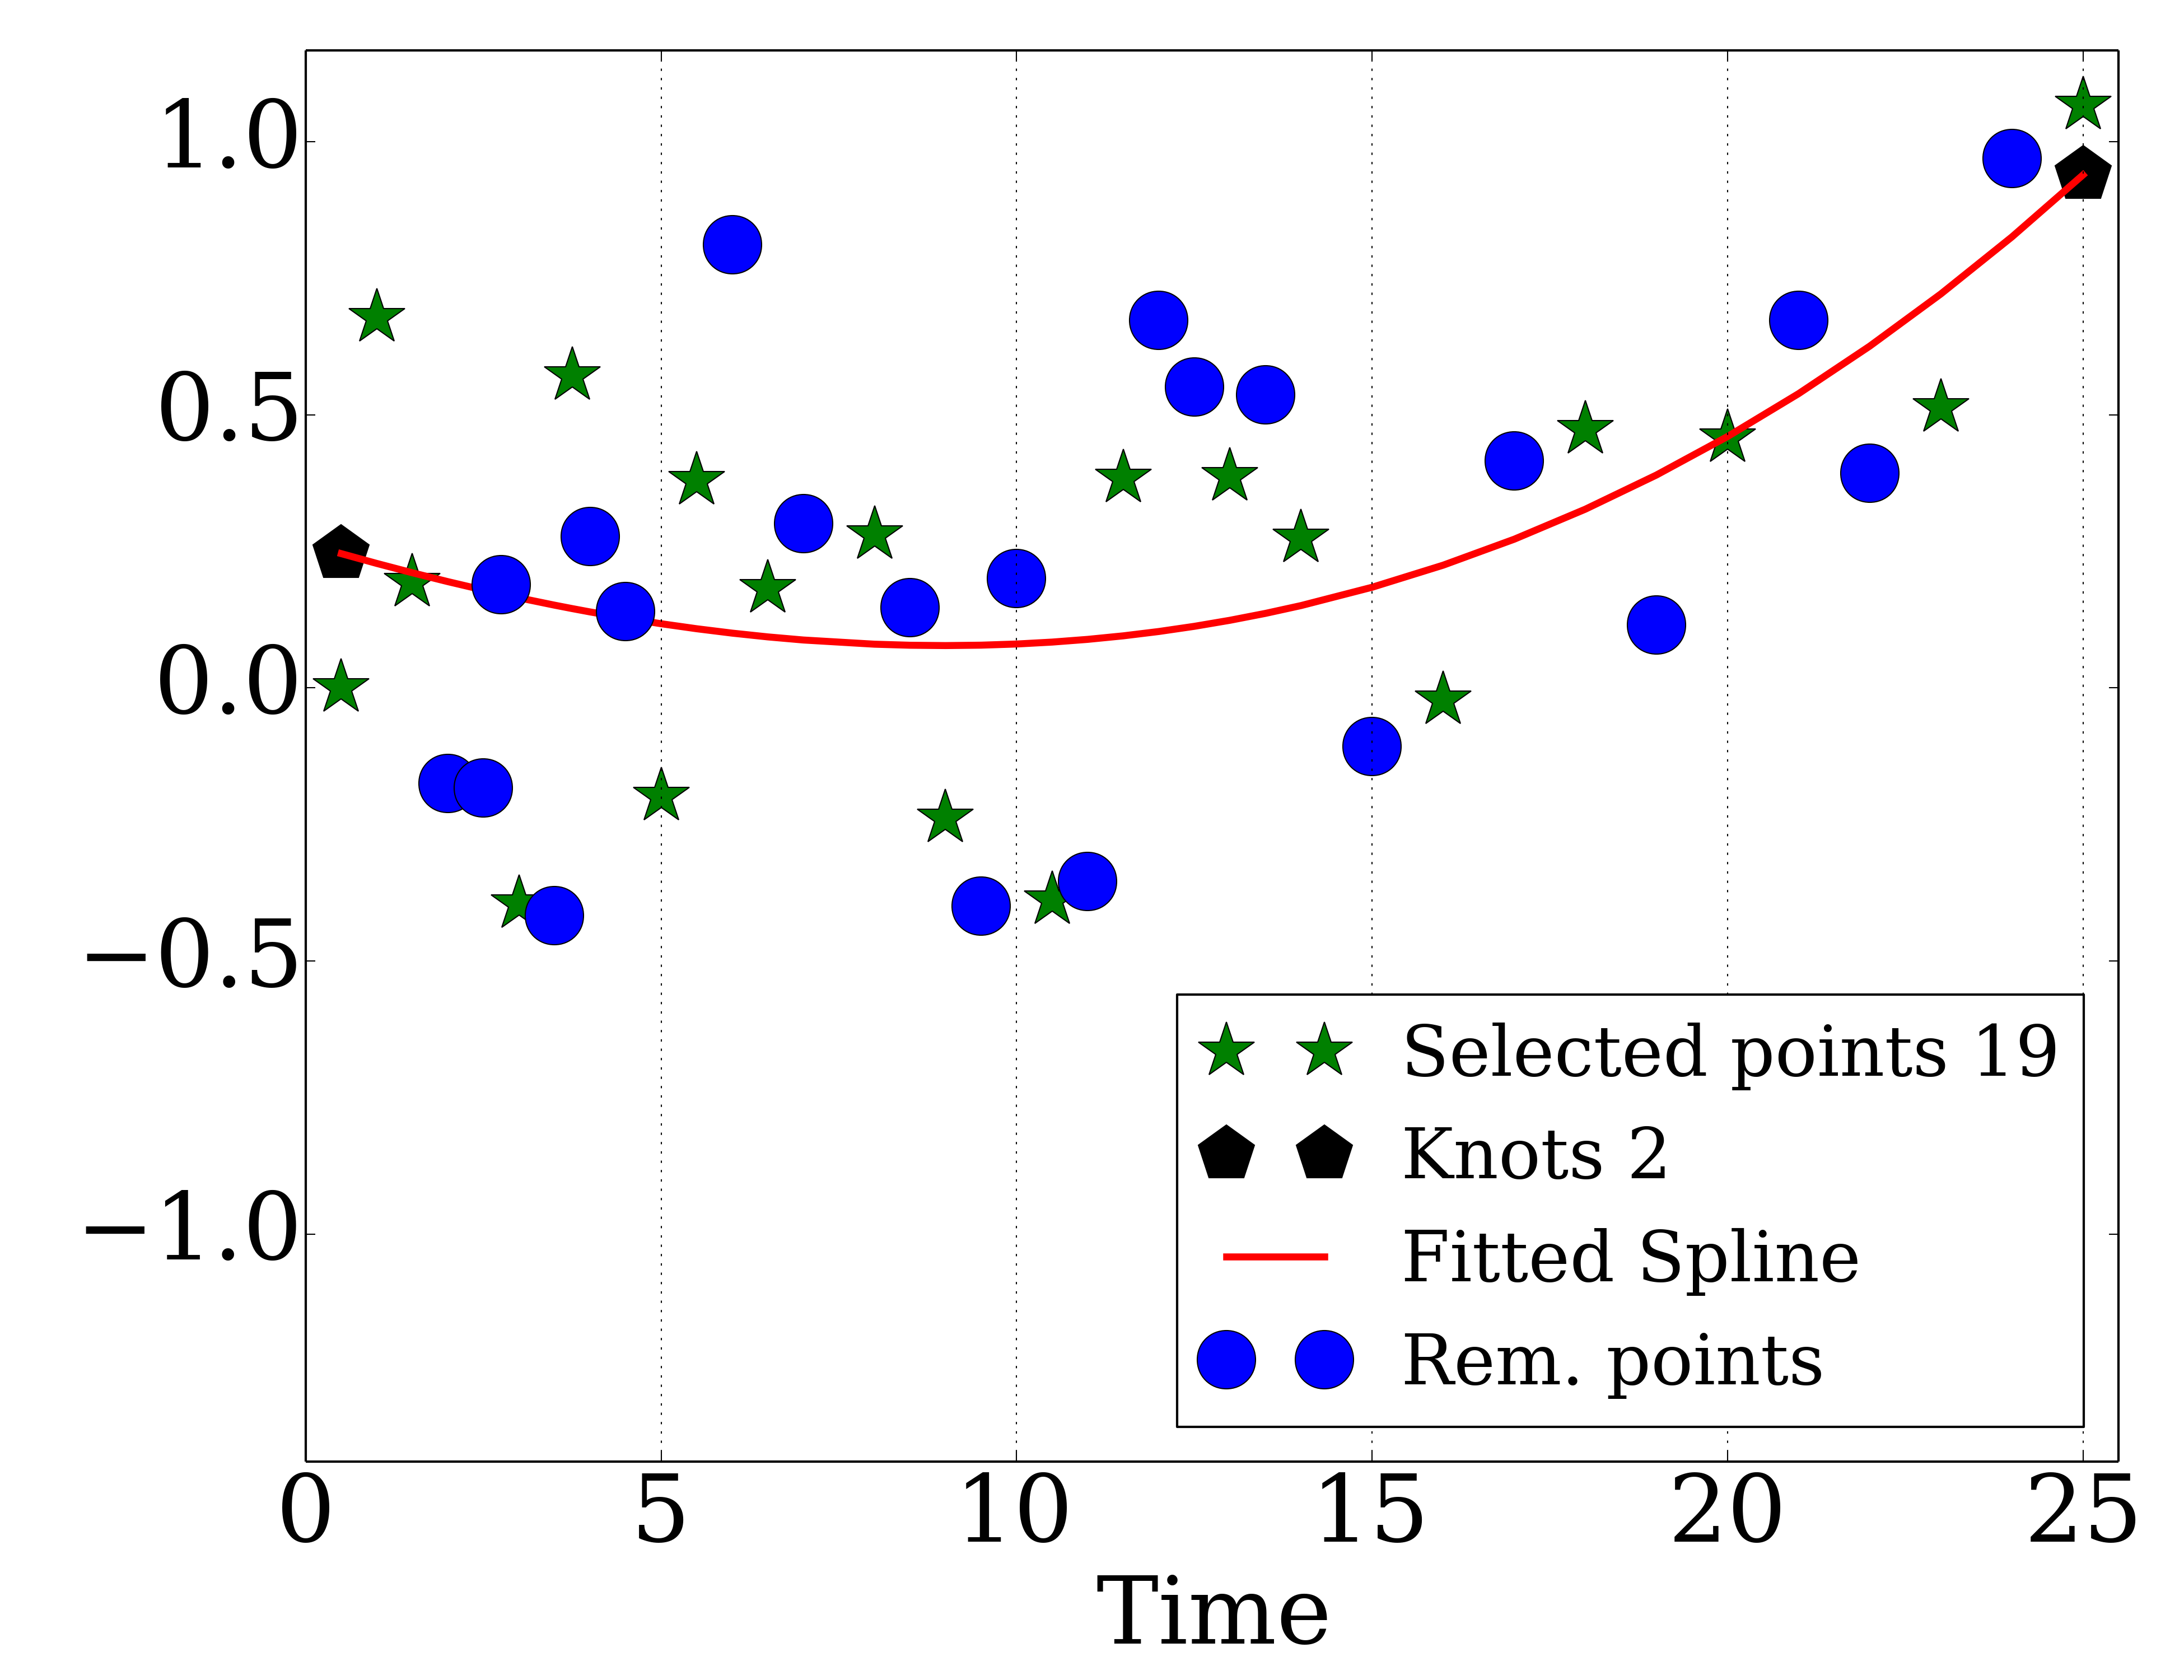 1.0
0.5
0.0
−0.5
−1.0
0 5 10 15 20 25
Time
Selected points 19
Knots 2
Fitted Spline
Rem. points